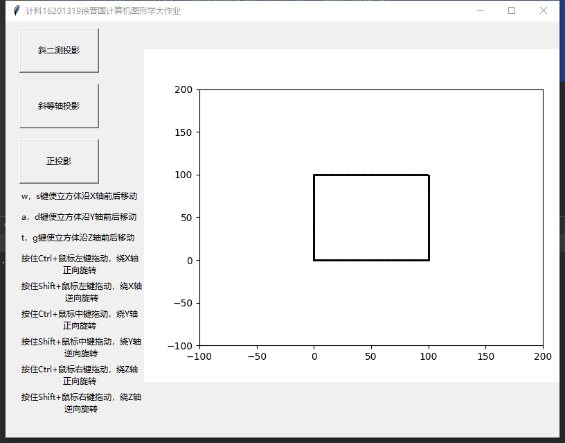 计科16201319徐晋国计算机图形学大作业
斜二测投影
斜等轴投影
正投影
w，s键使立方体沿X轴前后移动
a，d键使立方体沿Y轴前后移动
t，g键使立方体沿Z轴前后移动
按住Ctrl+鼠标左键拖动，绕X轴
正向旋转
按住Shift+鼠标左键拖动，绕X轴
逆向旋转
按住Ctrl+鼠标中键拖动，绕Y轴
正向旋转
按住Shift+鼠标中键拖动，绕Y轴
逆向旋转
按住Ctrl+鼠标右键拖动，绕Z轴
正向旋转
按住Shift+鼠标右键拖动，绕Z轴
逆向旋转
200
150
100
50
0
−50
−100
−100 −50 0 50 100 150 200